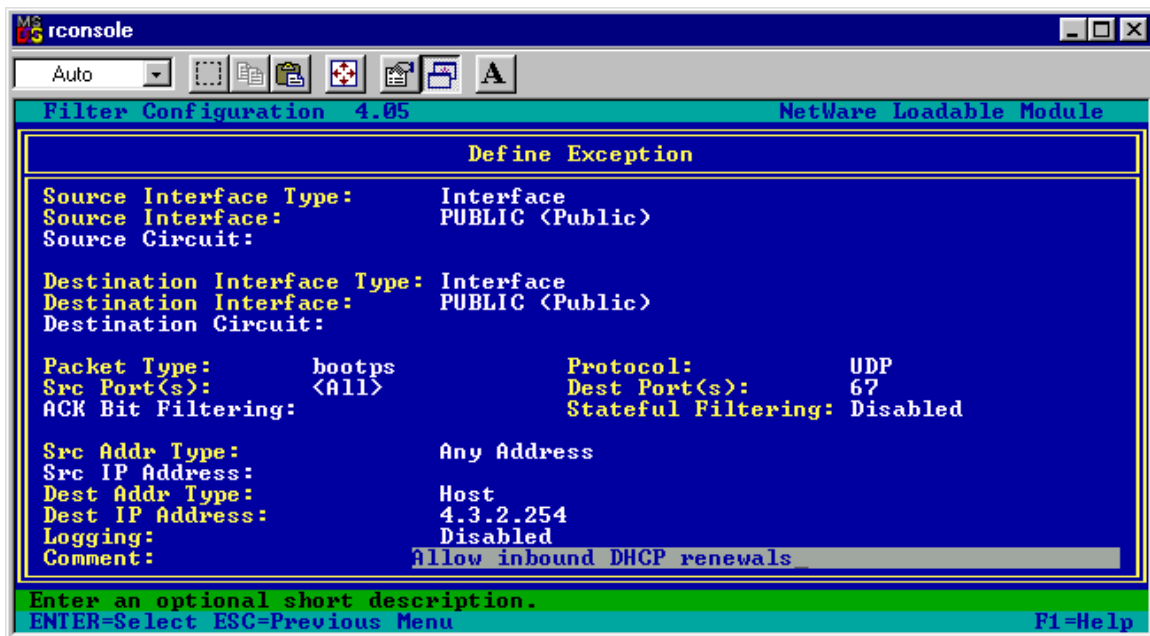 rconsole
Auto A
Filter Configuration 4.05 NetWare Loadable Module
Define Exception
Source Interface Type: Interface
Source Interface: PUBLIC <Public>
Source Circuit:
Destination Interface Type: Interface
Destination Interface: PUBLIC <Public>
Destination Circuit:
Packet Type: bootps Protocol: UDP
Src Port(s): <All> Dest Port(s): 67
ACK Bit Filtering: Stateful Filtering: Disabled
Src Addr Type: Any Address
Src IP Address:
Dest Addr Type: Host
Dest IP Address: 4.3.2.254
Logging: Disabled
Comment: Allow inbound DHCP renewals_
Enter an optional short description.
ENTER=Select ESC=Previous Menu F1=Help